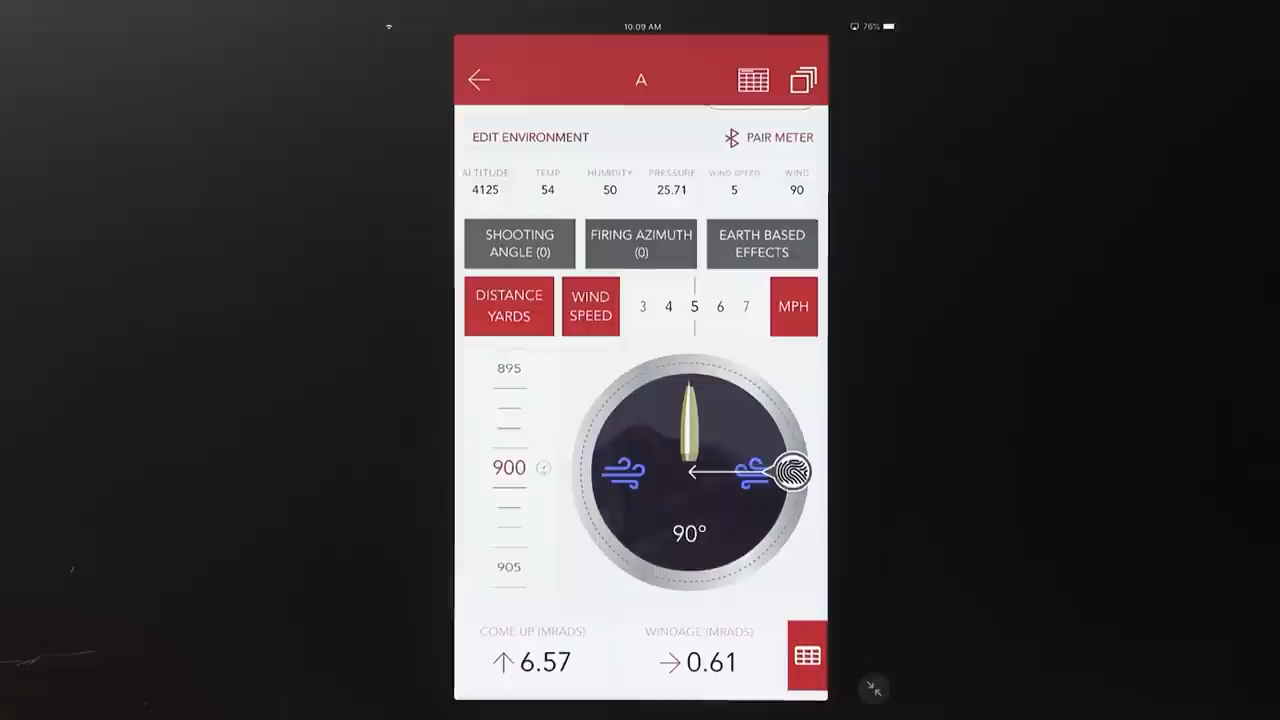 10:09 AM
76%
A
EDIT ENVIRONMENT
PAIR METER
ALTITUDE TEMP HUMIDITY PRESSURE WIND SPEED WIND
4125 54 50 25.71 5 90
SHOOTING ANGLE (0)
FIRING AZIMUTH (0)
EARTH BASED EFFECTS
DISTANCE YARDS
WIND SPEED
3 4 5 6 7
MPH
895
900
905
90°
COME UP (MRADS) WINDAGE (MRADS)
↑ 6.57 → 0.61